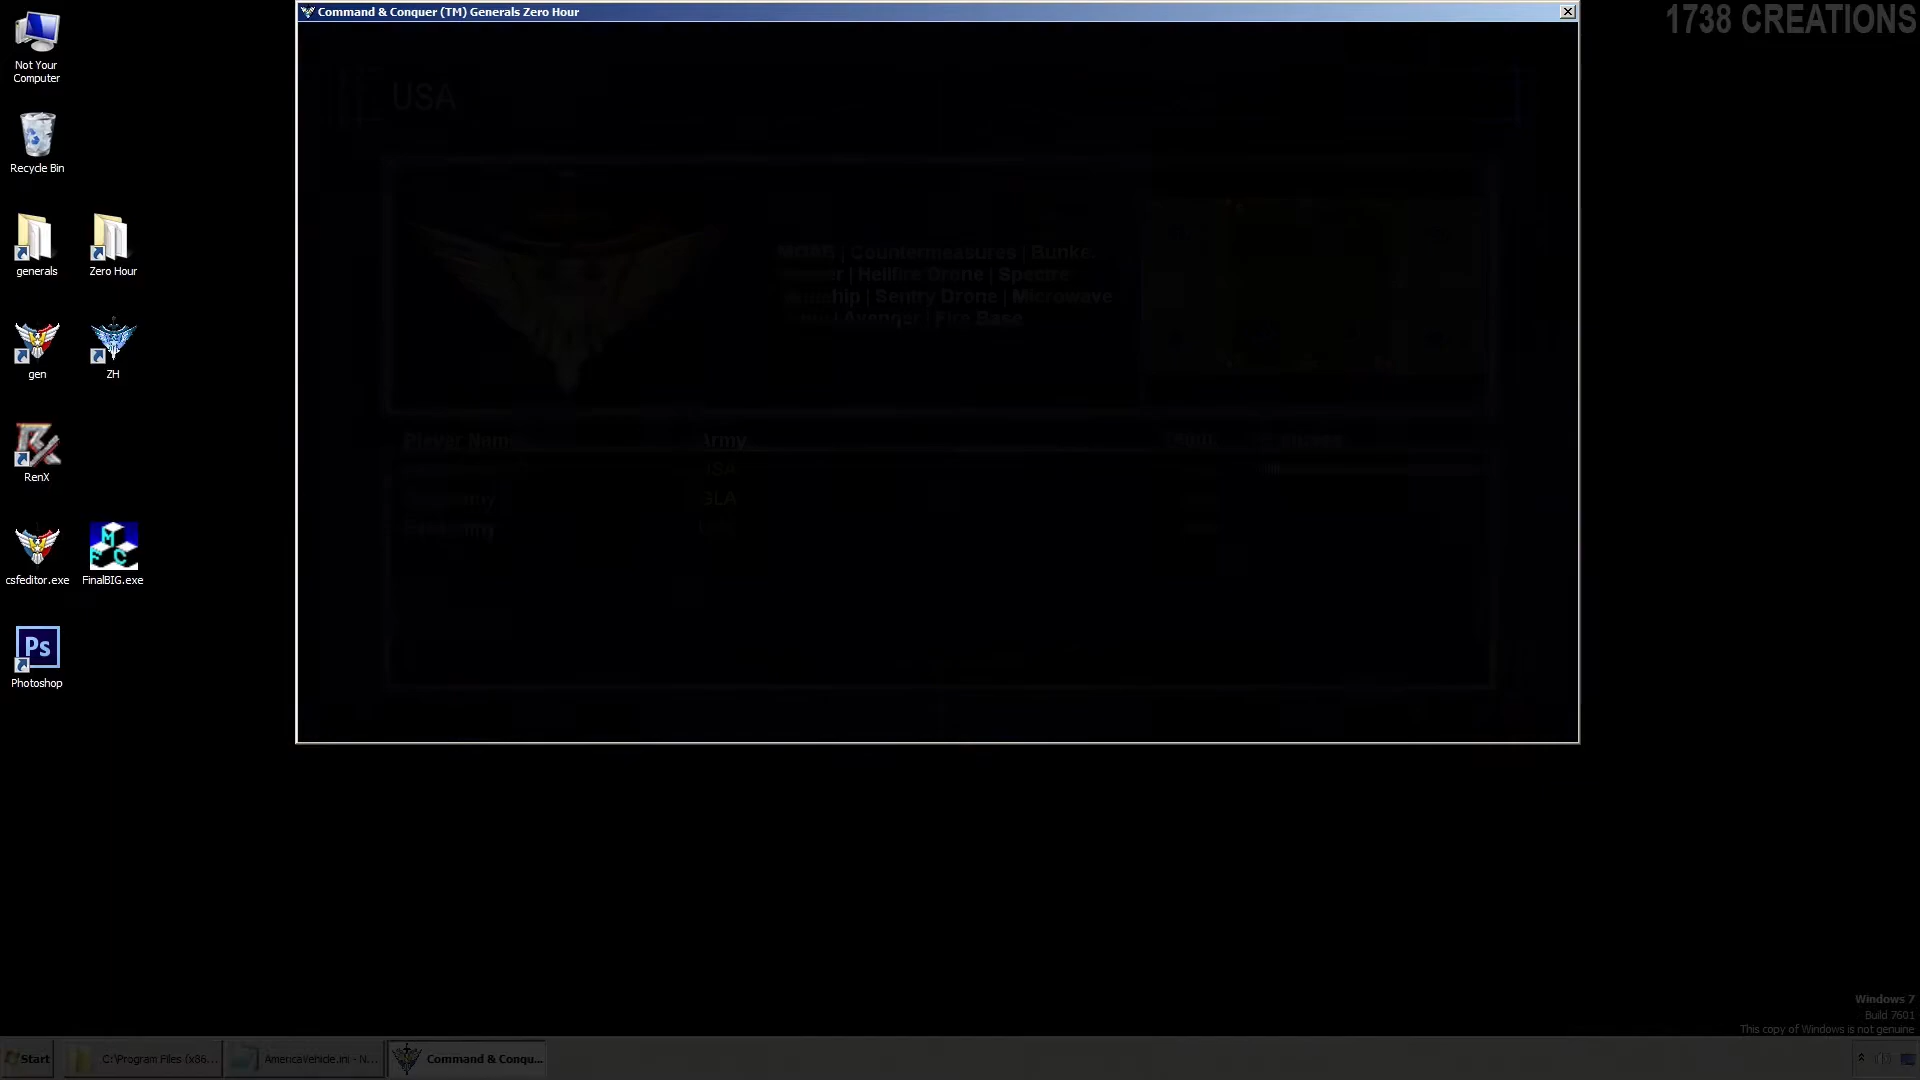 Command & Conquer (TM) Generals Zero Hour
1738 CREATIONS
Not Your
Computer
Recycle Bin
generals
Zero Hour
gen
ZH
RenX
csfeditor.exe
FinalBIG.exe
Ps
Photoshop
USA
MOAB | Countermeasures | Bunke
| Hellfire Drone | Spectre
| Sentry Drone | Microwave
| Avenger | Fire Base
Player Name
Army
USA
GLA
Windows 7
Build 7601
This copy of Windows is not genuine
Start
C:\Program Files (x86...
AmericaVehicle.ini - N...
Command & Conqu...